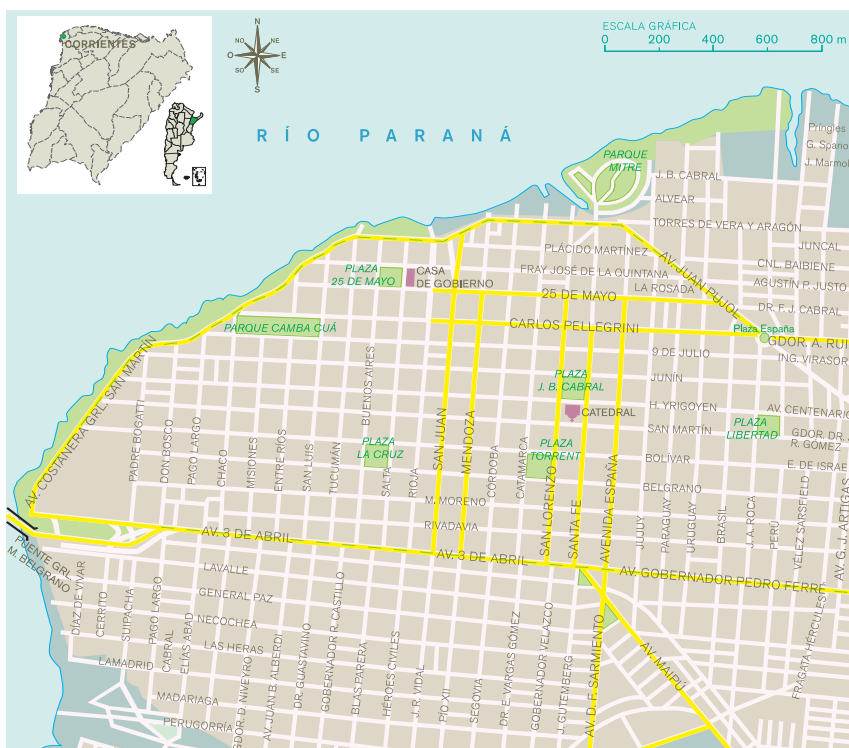 CORRIENTES
N
NO
NE
O
E
SO
SE
S
ESCALA GRÁFICA
0 200 400 600 800 m
RÍO PARANÁ
PARQUE
MITRE
Pringles
G. Spano
J. B. CABRAL
ALVEAR
TORRES DE VERA Y ARAGÓN
JUNCAL
PLÁCIDO MARTÍNEZ
AV. JUAN PUJOL
CNL. BAIBIENE
FRAY JOSÉ DE LA QUINTANA
AGUSTÍN P. JUSTO
LA ROSADA
DR. F. J. CABRAL
PLAZA
25 DE MAYO
CASA
DE GOBIERNO
25 DE MAYO
PARQUE CAMBA CUÁ
CARLOS PELLEGRINI
Plaza España
GDOR. A. RUI
9 DE JULIO
ING. VIRASOR
JUNÍN
PLAZA
J. B. CABRAL
H. YRIGOYEN
AV. CENTENARIO
CATEDRAL
SAN MARTÍN
PLAZA
LIBERTAD
GDOR. DR. J.
R. GÓMEZ
BOLÍVAR
E. DE ISRAE
BELGRANO
PLAZA
LA CRUZ
PLAZA
TORRENT
AV. COSTANERA GRL. SAN MARTÍN
PADRE BOGATTI
DON BOSCO
PAGO LARGO
CHACO
MISIONES
ENTRE RÍOS
SAN LUIS
TUCUMÁN
BUENOS AIRES
SALTA
RIOJA
SAN JUAN
MENDOZA
CÓRDOBA
CATAMARCA
SAN LORENZO
SANTA FE
AVENIDA ESPAÑA
JUJUY
PARAGUAY
URUGUAY
BRASIL
J. A. ROCA
PERÚ
VÉLEZ SARSFIELD
AV. G. J. ARTIGAS
M. MORENO
RIVADAVIA
AV. 3 DE ABRIL
AV. 3 DE ABRIL
AV. GOBERNADOR PEDRO FERRÉ
PUENTE GRL.
M. BELGRANO
LAVALLE
GENERAL PAZ
NECOCHEA
LAS HERAS
LAMADRID
MADARIAGA
PERUGORRÍA
DÍAZ DE VIVAR
CERRITO
SUIPACHA
PAGO LARGO
CABRAL
ELÍAS ABAD
GDOR. D. NIVEYRO
AV. JUAN B. ALBERDI
DR. GUASTAVINO
GOBERNADOR R. CASTILLO
BLAS PARERA
HÉROES CIVILES
J. R. VIDAL
PÍO XII
SEGOVIA
DR. E. VARGAS GÓMEZ
GOBERNADOR VELAZCO
J. GUTEMBERG
AV. D. F. SARMIENTO
AV. MAIPÚ
FRAGATA HÉRCULES